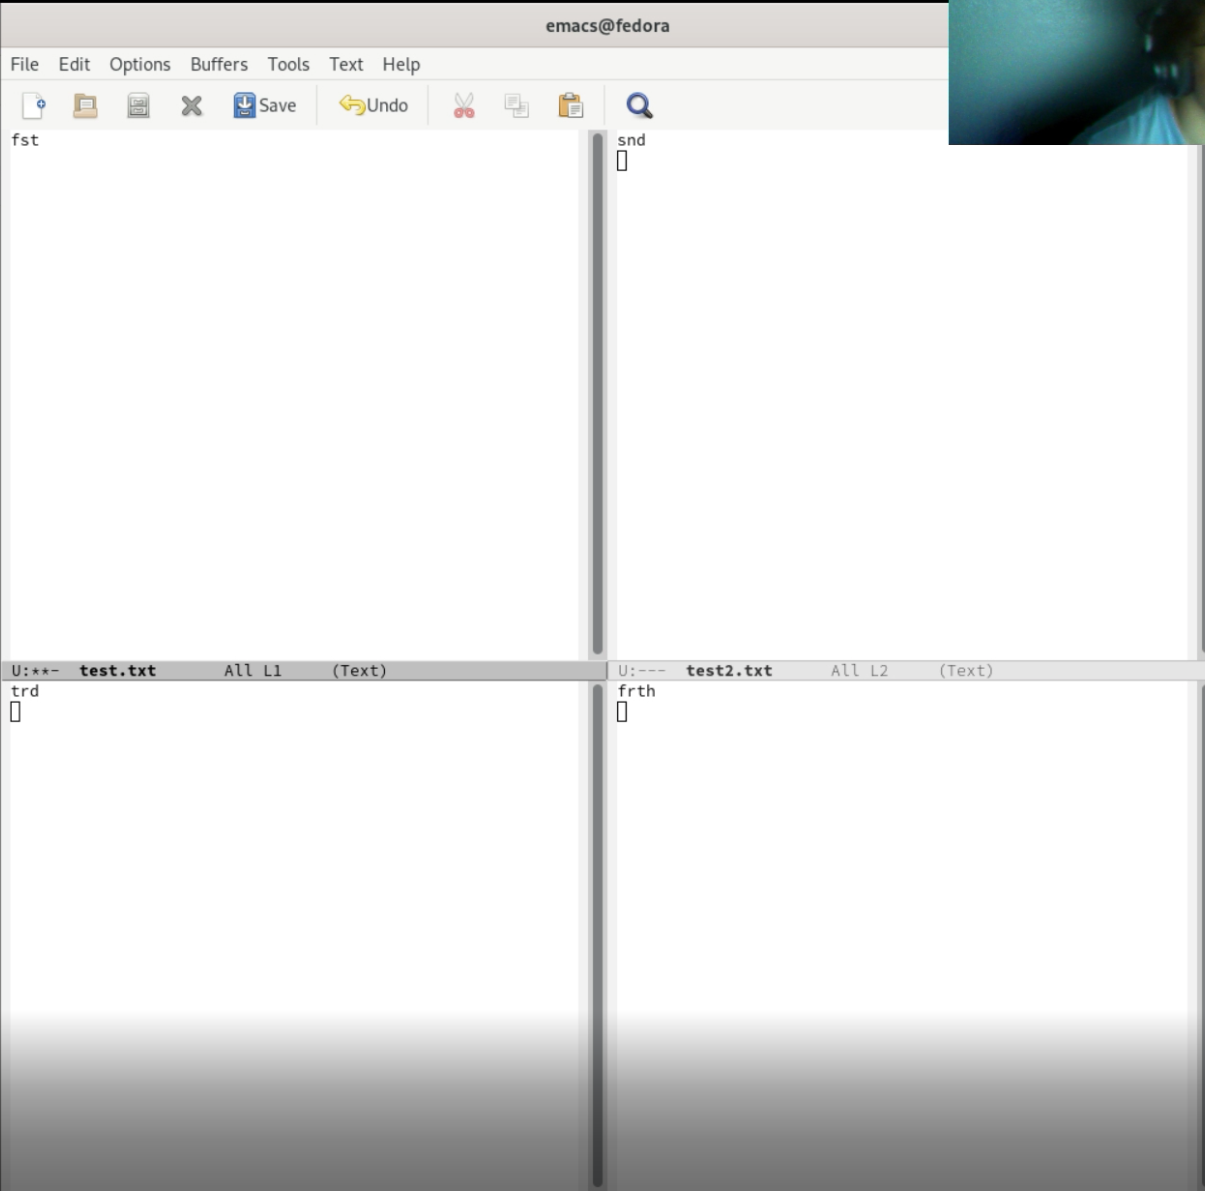 emacs@fedora
File Edit Options Buffers Tools Text Help
Save Undo
fst
snd
U:**- test.txt All L1 (Text)
U:--- test2.txt All L2 (Text)
trd
frth